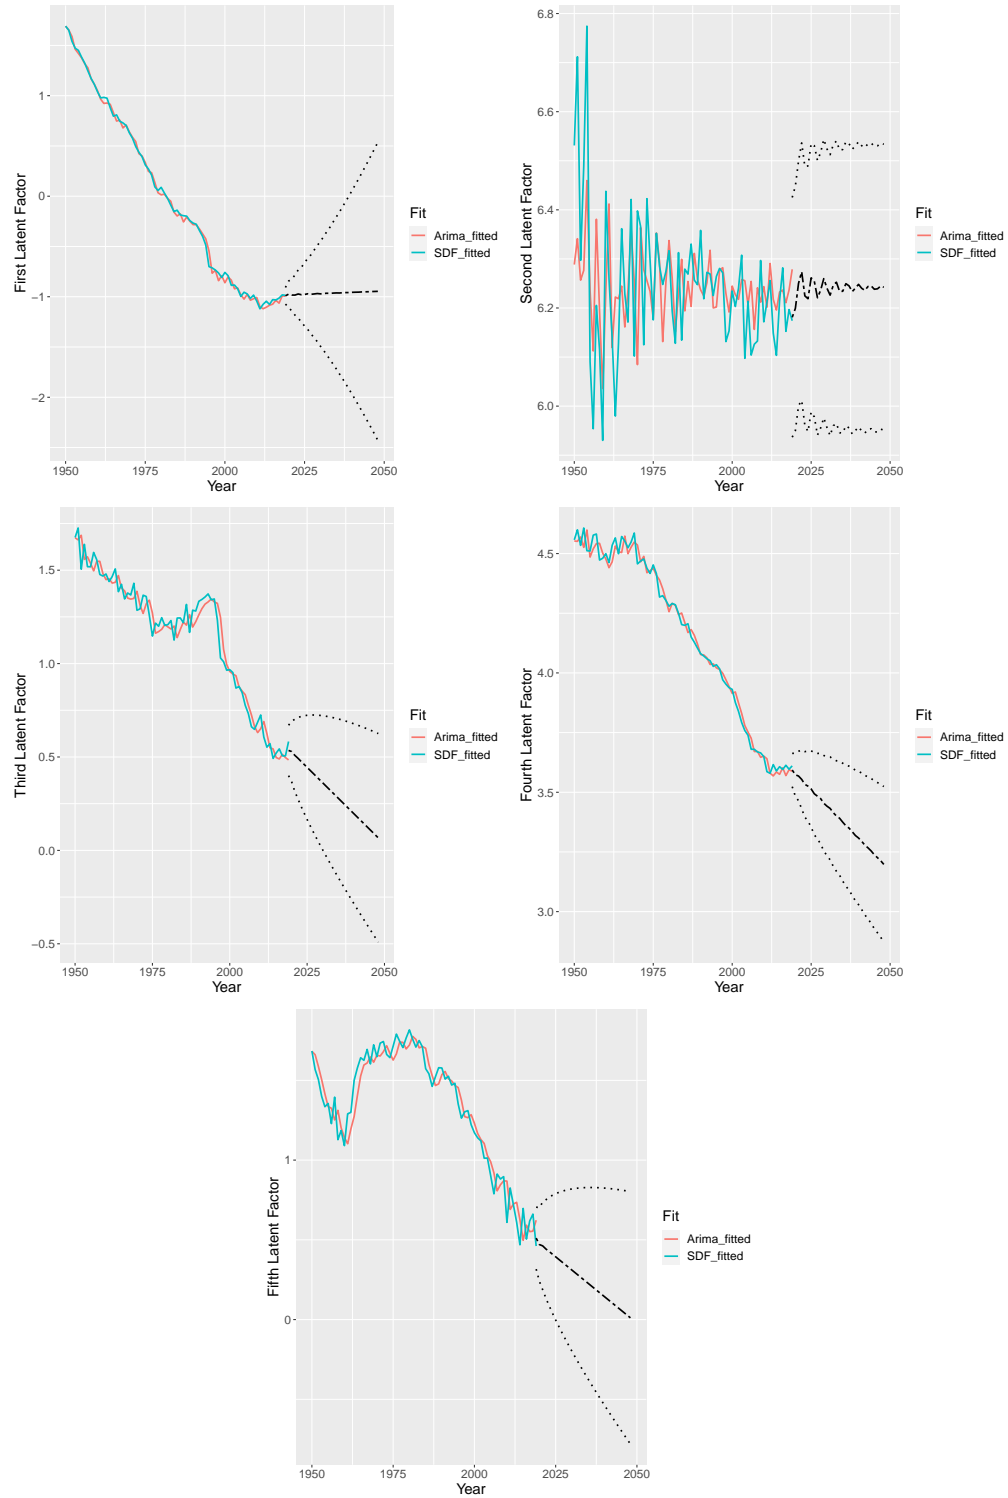 First Latent Factor
1
0
−1
−2
1950
1975
2000
2025
2050
Year
Fit
Arima_fitted
SDF_fitted
Second Latent Factor
6.8
6.6
6.4
6.2
6.0
1950
1975
2000
2025
2050
Year
Fit
Arima_fitted
SDF_fitted
Third Latent Factor
1.5
1.0
0.5
0.0
−0.5
1950
1975
2000
2025
2050
Year
Fit
Arima_fitted
SDF_fitted
Fourth Latent Factor
4.5
4.0
3.5
3.0
1950
1975
2000
2025
2050
Year
Fit
Arima_fitted
SDF_fitted
Fifth Latent Factor
1
0
1950
1975
2000
2025
2050
Year
Fit
Arima_fitted
SDF_fitted